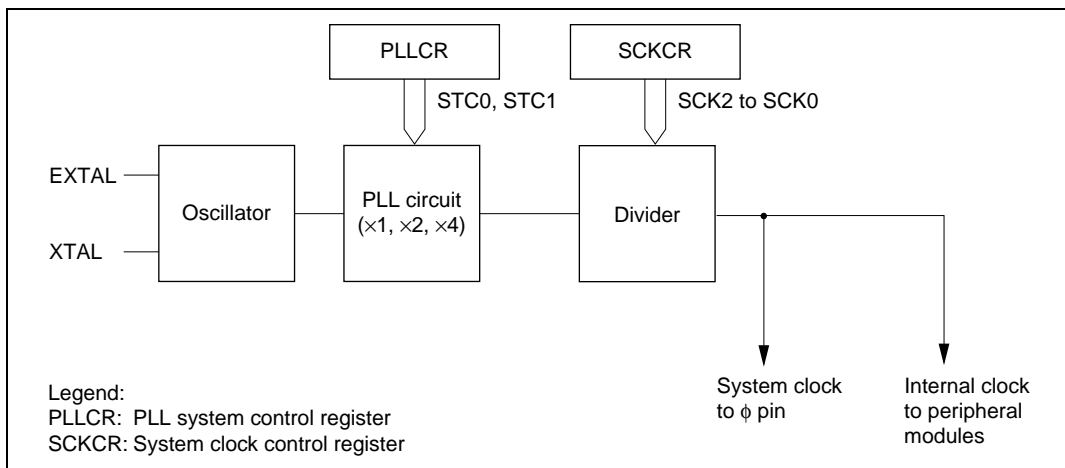 PLLCR
SCKCR
STC0, STC1
SCK2 to SCK0
EXTAL
XTAL
Oscillator
PLL circuit
(×1, ×2, ×4)
Divider
System clock
to ϕ pin
Internal clock
to peripheral
modules
Legend:
PLLCR: PLL system control register
SCKCR: System clock control register